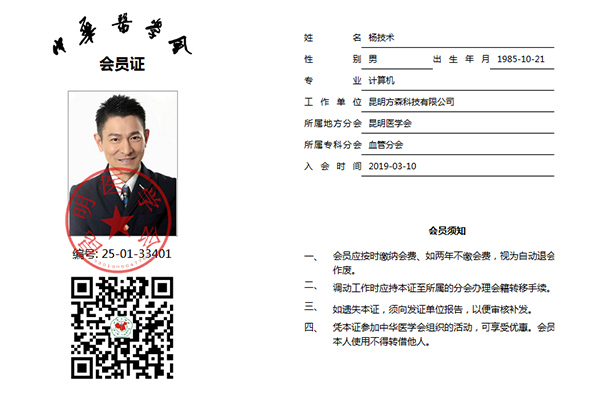 会员证
昆明医学会
编号: 25-01-33401
姓名 杨技术
性别 男 出生年月 1985-10-21
专业 计算机
工作单位 昆明方森科技有限公司
所属地方分会 昆明医学会
所属专科分会 血管分会
入会时间 2019-03-10
会员须知
一、 会员应按时缴纳会费、如两年不缴会费，视为自动退会
作废。
二、 调动工作时应持本证至所属的分会办理会籍转移手续。
三、 如遗失本证，须向发证单位报告，以便审核补发。
四、 凭本证参加中华医学会组织的活动，可享受优惠。会员
本人使用不得转借他人。